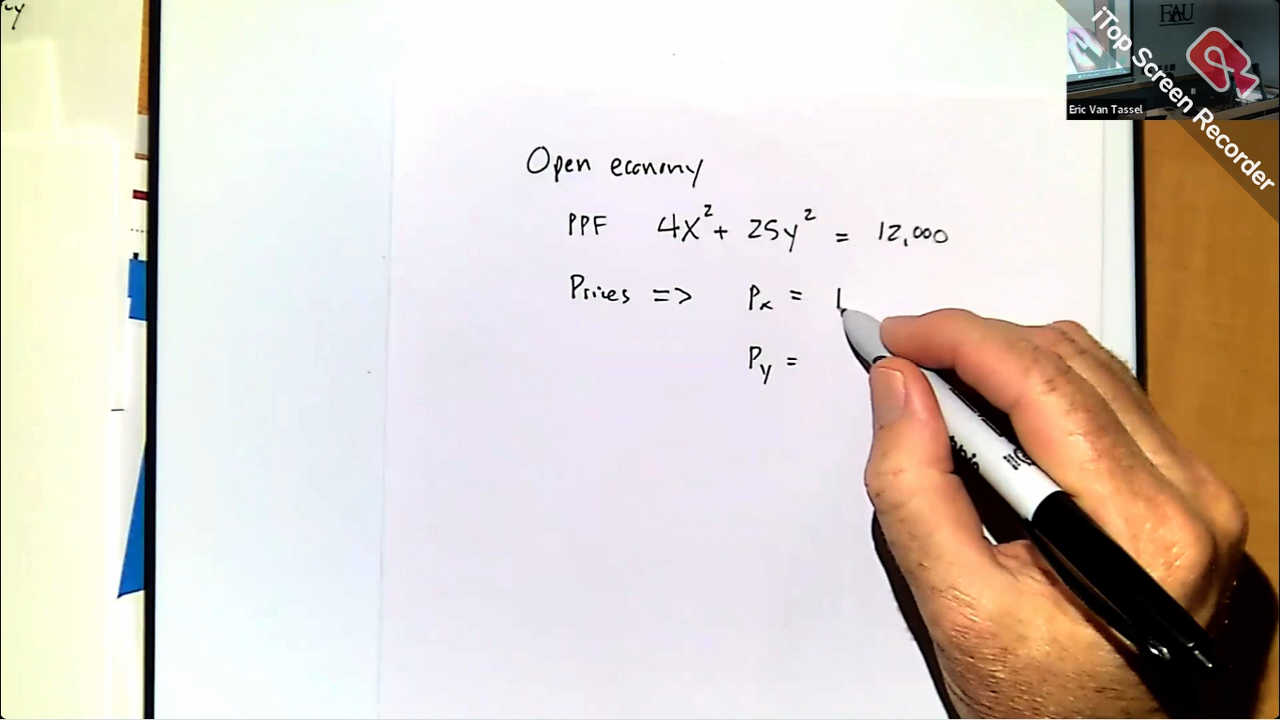 y
FAU
iTop Screen Recorder
Eric Van Tassel
Open economy
PPF 4x² + 25y² = 12,000
Prices => Px = 1
Py =